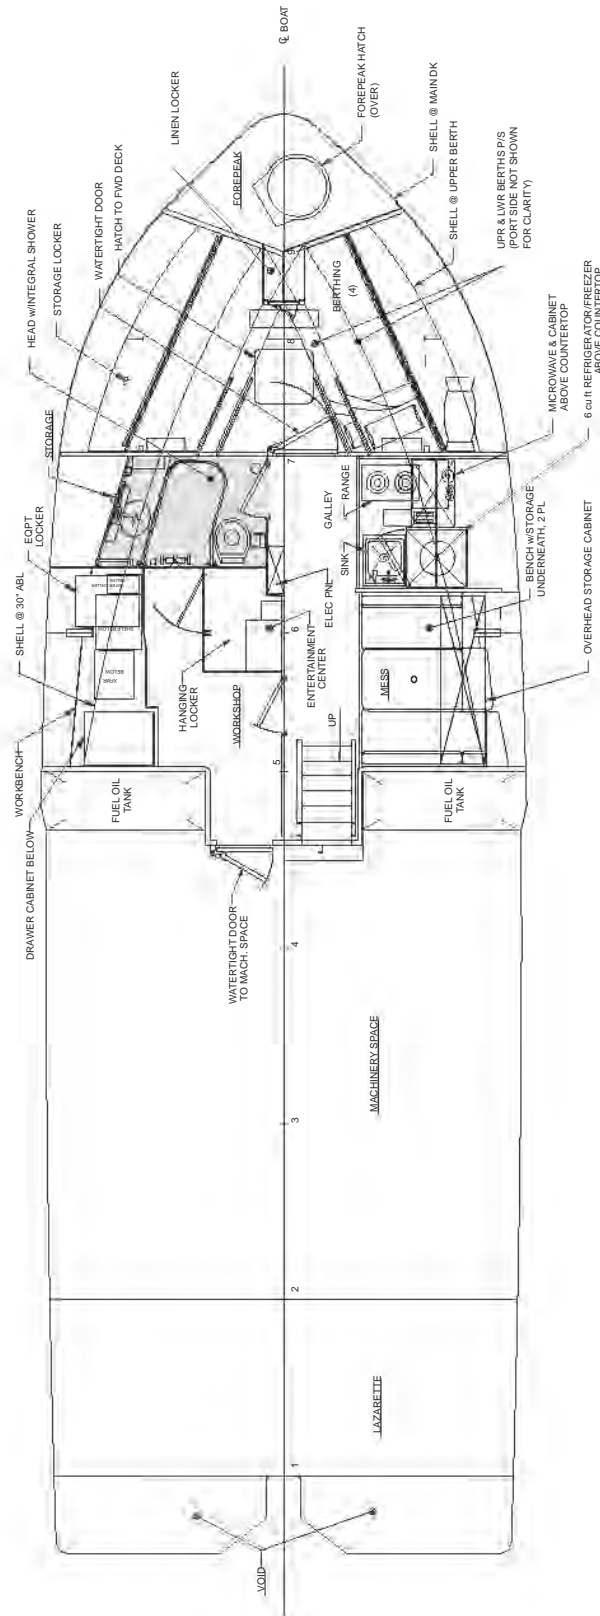 ℄ BOAT
LINEN LOCKER
FOREPEAK HATCH
(OVER)
FOREPEAK
SHELL @ MAIN DK
SHELL @ UPPER BERTH
WATERTIGHT DOOR
HATCH TO FWD DECK
HEAD w/INTEGRAL SHOWER
STORAGE LOCKER
UPR & LWR BERTHS P/S
(PORT SIDE NOT SHOWN
FOR CLARITY)
9
BERTHING
(4)
8
STORAGE
MICROWAVE & CABINET
ABOVE COUNTERTOP
6 cu ft REFRIGERATOR/FREEZER
ABOVE COUNTERTOP
7
EQPT
LOCKER
GALLEY
RANGE
SINK
SHELL @ 30" ABL
BENCH w/STORAGE
UNDERNEATH, 2 PL
OVERHEAD STORAGE CABINET
ELEC PNL
6
ENTERTAINMENT
CENTER
XFMR
BELOW
HANGING
LOCKER
MESS
WORKSHOP
WORKBENCH
UP
5
DRAWER CABINET BELOW
FUEL OIL
TANK
FUEL OIL
TANK
WATERTIGHT DOOR
TO MACH. SPACE
4
MACHINERY SPACE
3
2
LAZARETTE
1
VOID